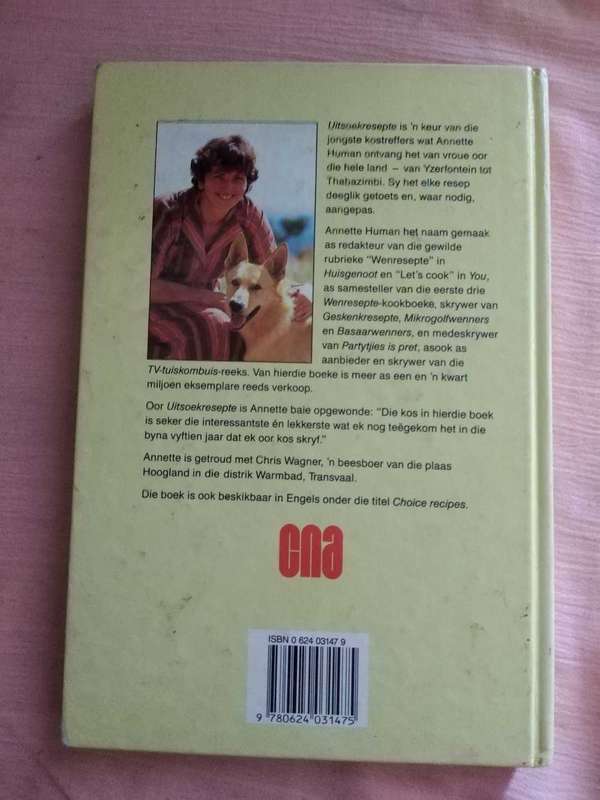 Uitsoekresepte is 'n keur van die
jongste kostreffers wat Annette
Human ontvang het van vroue oor
die hele land — van Yzerfontein tot
Thabazimbi. Sy het elke resep
deeglik getoets en, waar nodig,
aangepas.
Annette Human het naam gemaak
as redakteur van die gewilde
rubrieke "Wenresepte" in
Huisgenoot en "Let's cook" in You,
as samesteller van die eerste drie
Wenresepte-kookboeke, skrywer van
Geskenkresepte, Mikrogolfwenners
en Basaarwenners, en medeskrywer
van Partytjies is pret, asook as
aanbieder en skrywer van die
TV-tuiskombuis-reeks. Van hierdie boeke is meer as een en 'n kwart
miljoen eksemplare reeds verkoop.
Oor Uitsoekresepte is Annette baie opgewonde: "Die kos in hierdie boek
is seker die interessantste én lekkerste wat ek nog teëgekom het in die
byna vyftien jaar dat ek oor kos skryf."
Annette is getroud met Chris Wagner, 'n beesboer van die plaas
Hoogland in die distrik Warmbad, Transvaal.
Die boek is ook beskikbaar in Engels onder die titel Choice recipes.
cna
ISBN 0 624 03147 9
9 780624 031475